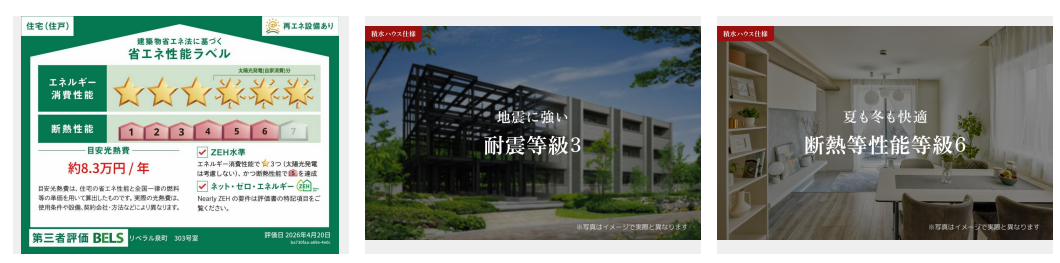 住宅(住戸)
再エネ設備あり
建築物省エネ法に基づく
省エネ性能ラベル
エネルギー
消費性能
太陽光発電(自家消費)分
断熱性能
1 2 3 4 5 6 7
目安光熱費
約8.3万円 / 年
目安光熱費は、住宅の省エネ性能と全国一律の燃料
等の単価を用いて算出したものです。実際の光熱費は、
使用条件や設備、契約会社・方法などにより異なります。
ZEH水準
エネルギー消費性能で 3つ (太陽光発電
は考慮しない)、かつ断熱性能で 5 を達成
ネット・ゼロ・エネルギー ZEH
Nearly ZEH の要件は評価書の特記項目をご
覧ください。
第三者評価 BELS
リベラル泉町 303号室
評価日 2026年4月20日
積水ハウス仕様
地震に強い
耐震等級3
※写真はイメージで実際と異なります
積水ハウス仕様
夏も冬も快適
断熱等性能等級6
※写真はイメージで実際と異なります